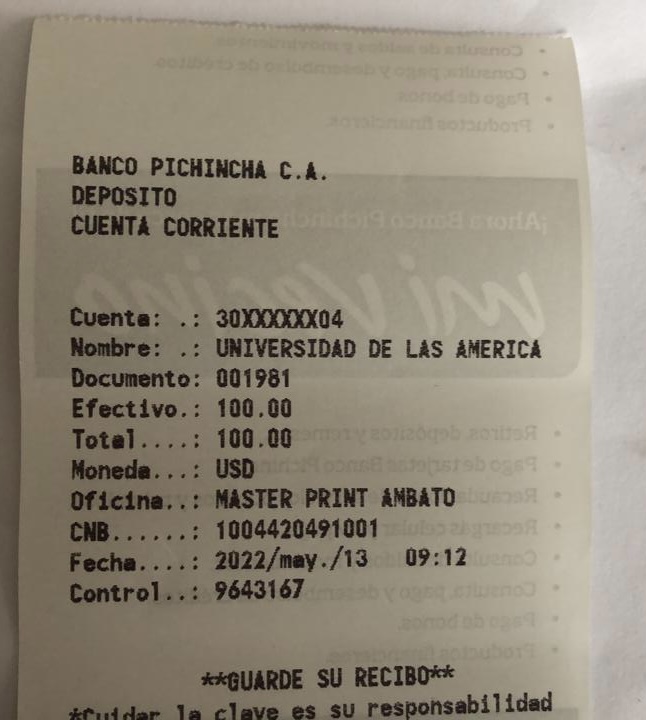 BANCO PICHINCHA C.A.
DEPOSITO
CUENTA CORRIENTE
Cuenta: .: 30XXXXXX04
Nombre: .: UNIVERSIDAD DE LAS AMERICA
Documento: 001981
Efectivo.: 100.00
Total....: 100.00
Moneda...: USD
Oficina..: MASTER PRINT AMBATO
CNB......: 1004420491001
Fecha....: 2022/may./13 09:12
Control..: 9643167
**GUARDE SU RECIBO**
*Cuidar la clave es su responsabilidad